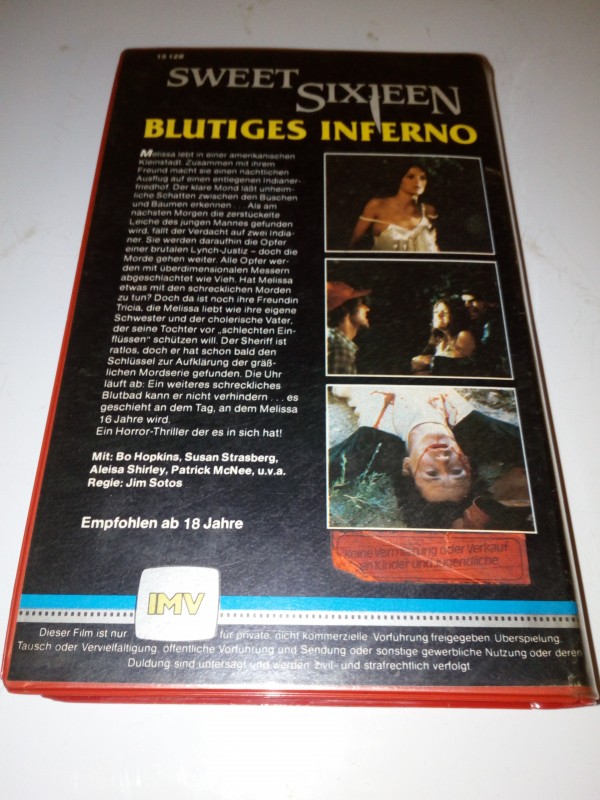 15 128
SWEET
SIXTEEN
BLUTIGES INFERNO
Melissa lebt in einer amerikanischen
Kleinstadt. Zusammen mit ihrem
Freund macht sie einen nächtlichen
Ausflug auf einen entlegenen Indianer-
friedhof. Der klare Mond läßt unheim-
liche Schatten zwischen den Büschen
und Bäumen erkennen . . . Als am
nächsten Morgen die zerstückelte
Leiche des jungen Mannes gefunden
wird, fällt der Verdacht auf zwei India-
ner. Sie werden daraufhin die Opfer
einer brutalen Lynch-Justiz – doch die
Morde gehen weiter. Alle Opfer wer-
den mit überdimensionalen Messern
abgeschlachtet wie Vieh. Hat Melissa
etwas mit den schrecklichen Morden
zu tun? Doch da ist noch ihre Freundin
Tricia, die Melissa liebt wie ihre eigene
Schwester und der cholerische Vater,
der seine Tochter vor „schlechten Ein-
flüssen" schützen will. Der Sheriff ist
ratlos, doch er hat schon bald den
Schlüssel zur Aufklärung der gräß-
lichen Mordserie gefunden. Die Uhr
läuft ab: Ein weiteres schreckliches
Blutbad kann er nicht verhindern . . . es
geschieht an dem Tag, an dem Melissa
16 Jahre wird.
Ein Horror-Thriller der es in sich hat!
Mit: Bo Hopkins, Susan Strasberg,
Aleisa Shirley, Patrick McNee, u.v.a.
Regie: Jim Sotos
Empfohlen ab 18 Jahre
Keine Vermietung oder Verkauf
an Kinder und Jugendliche
IMV
Dieser Film ist nur für private, nicht kommerzielle Vorführung freigegeben. Überspielung,
Tausch oder Vervielfältigung, öffentliche Vorführung und Sendung oder sonstige gewerbliche Nutzung oder deren
Duldung sind untersagt und werden zivil- und strafrechtlich verfolgt.